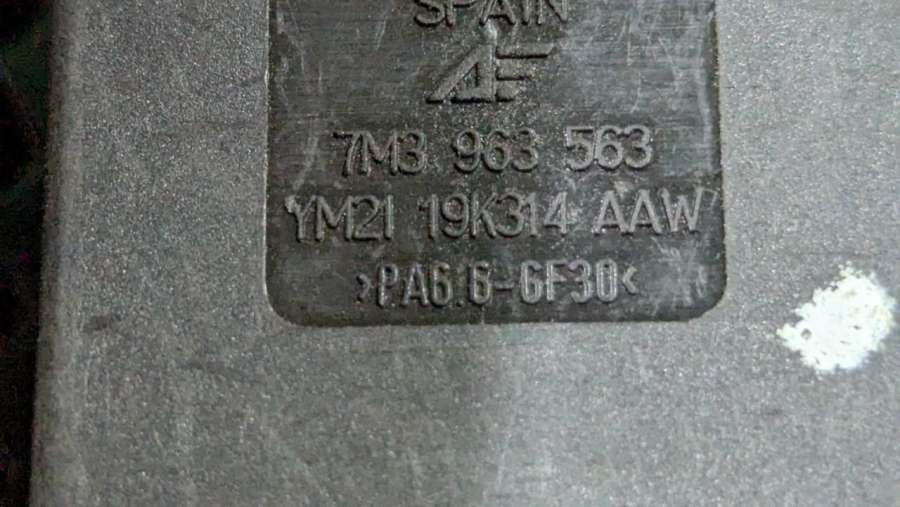 SPAIN
AF
7M3 963 563
YM21 19K314 AAW
>PA6.6-GF30<